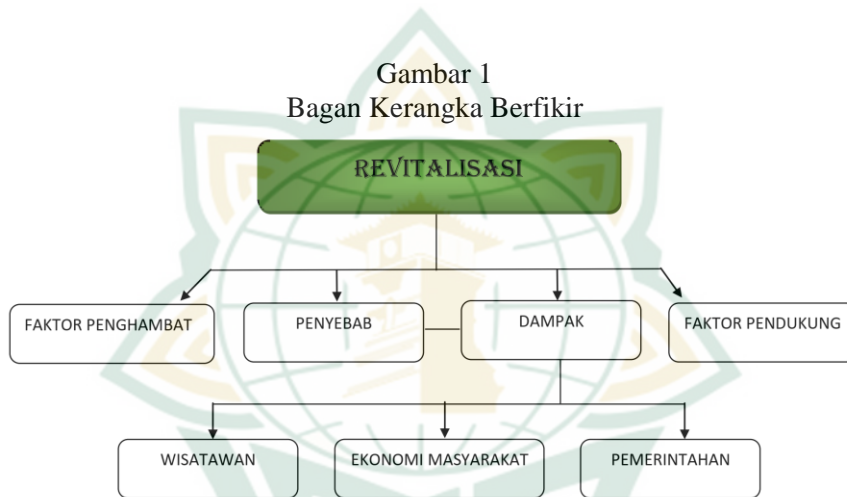 Gambar 1
Bagan Kerangka Berfikir
REVITALISASI
FAKTOR PENGHAMBAT
PENYEBAB
DAMPAK
FAKTOR PENDUKUNG
WISATAWAN
EKONOMI MASYARAKAT
PEMERINTAHAN